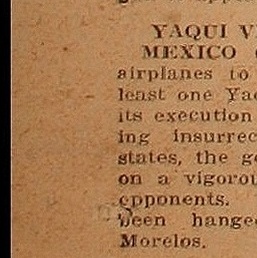 YAQUI V
MEXICO
airplanes to
least one Yaq
its execution
ing insurrec
states, the g
on a vigorou
opponents.
been hange
Morelos.